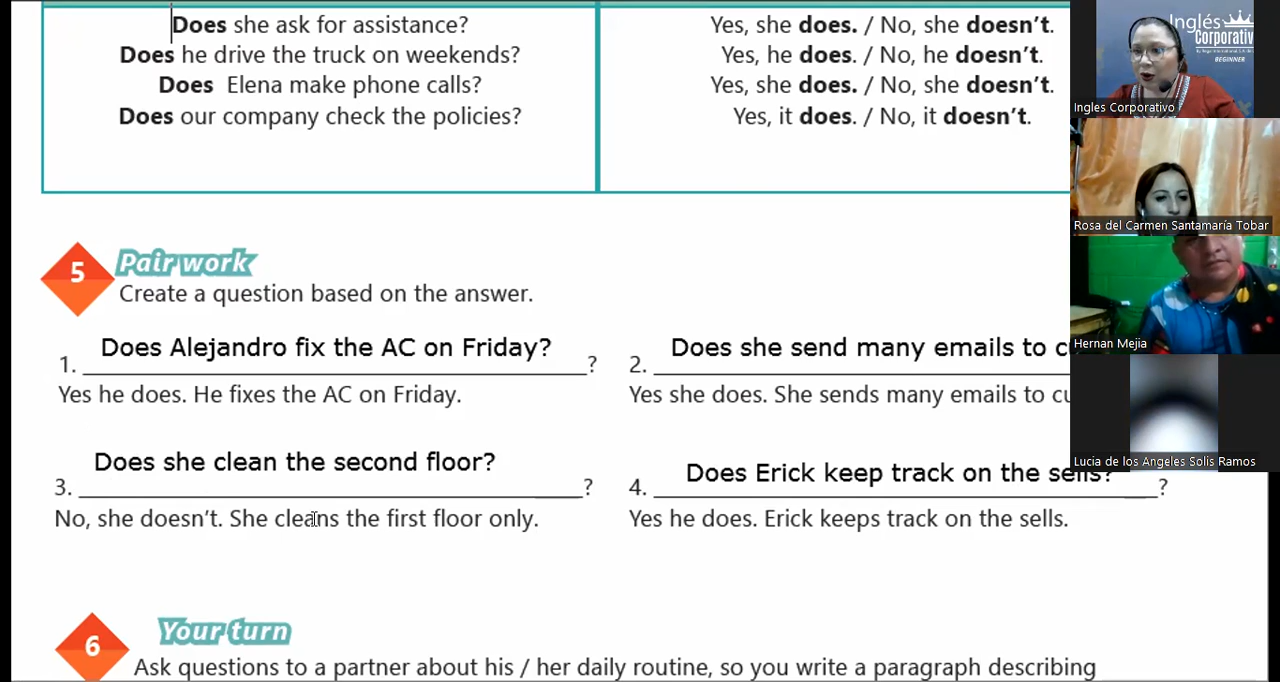 Does she ask for assistance?
Yes, she does. / No, she doesn't.
Does he drive the truck on weekends?
Yes, he does. / No, he doesn't.
Does Elena make phone calls?
Yes, she does. / No, she doesn't.
Does our company check the policies?
Yes, it does. / No, it doesn't.
5
Pair work
Create a question based on the answer.
1. Does Alejandro fix the AC on Friday? ?
Yes he does. He fixes the AC on Friday.
2. Does she send many emails to
Yes she does. She sends many emails to
3. Does she clean the second floor? ?
No, she doesn't. She cleans the first floor only.
4. Does Erick keep track on the sells? ?
Yes he does. Erick keeps track on the sells.
6
Your turn
Ask questions to a partner about his / her daily routine, so you write a paragraph describing
Inglés
Corporativ
BEGINNER
Ingles Corporativo
Rosa del Carmen Santamaría Tobar
Hernan Mejia
Lucia de los Angeles Solis Ramos